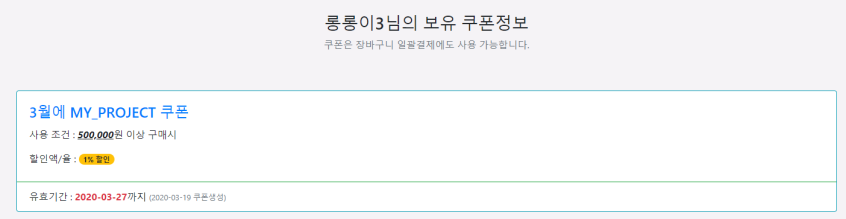 롱롱이3님의 보유 쿠폰정보
쿠폰은 장바구니 일괄결제에도 사용 가능합니다.
3월에 MY_PROJECT 쿠폰
사용 조건 : 500,000원 이상 구매시
할인액/율 : 1% 할인
유효기간 : 2020-03-27까지 (2020-03-19 쿠폰생성)